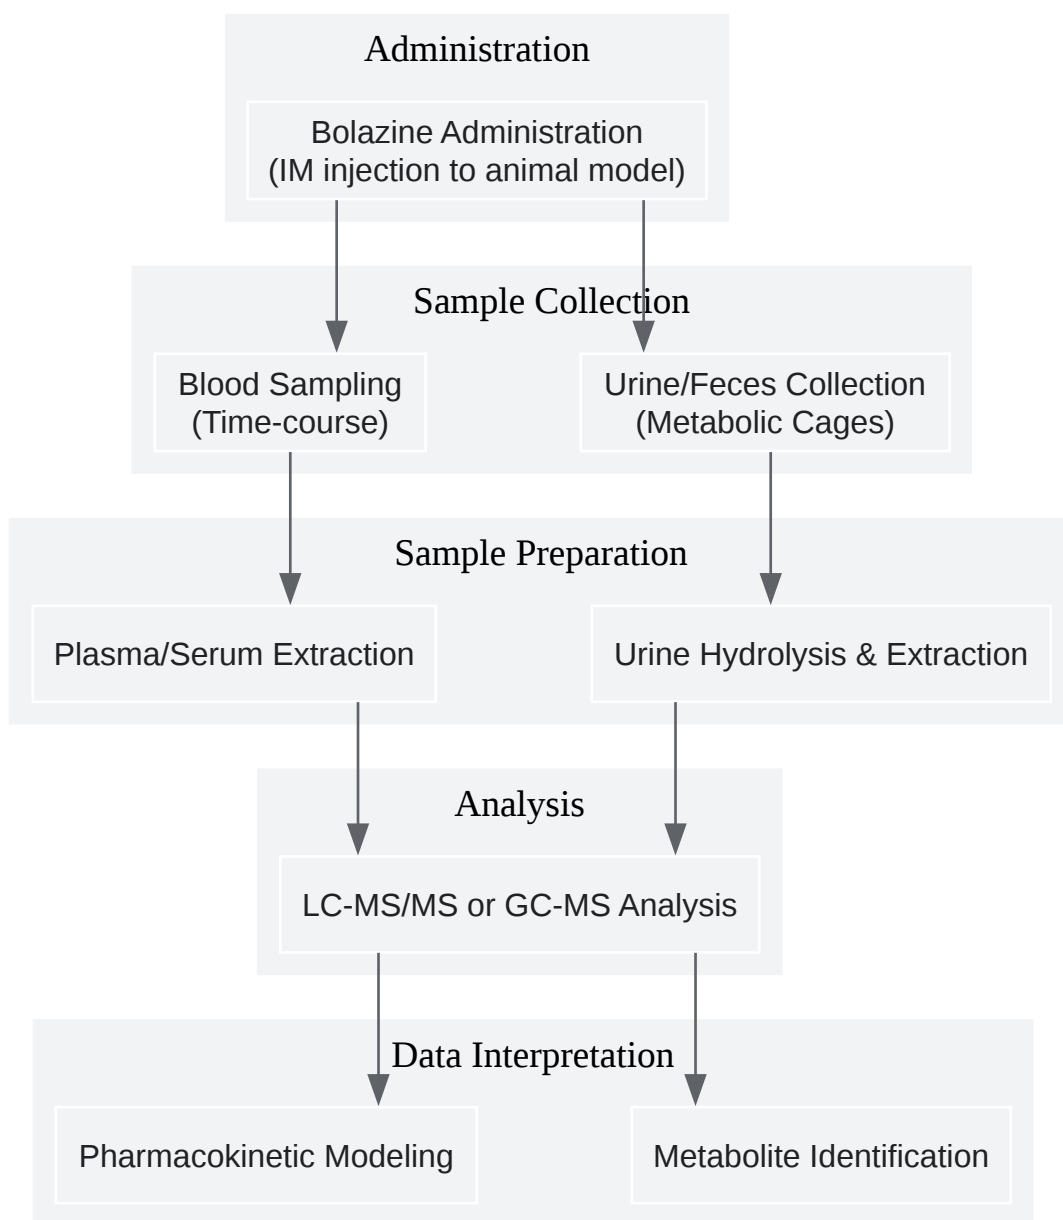 Administration
Bolazine Administration
(IM injection to animal model)
Sample Collection
Blood Sampling
(Time-course)
Urine/Feces Collection
(Metabolic Cages)
Sample Preparation
Plasma/Serum Extraction
Urine Hydrolysis & Extraction
Analysis
LC-MS/MS or GC-MS Analysis
Data Interpretation
Pharmacokinetic Modeling
Metabolite Identification